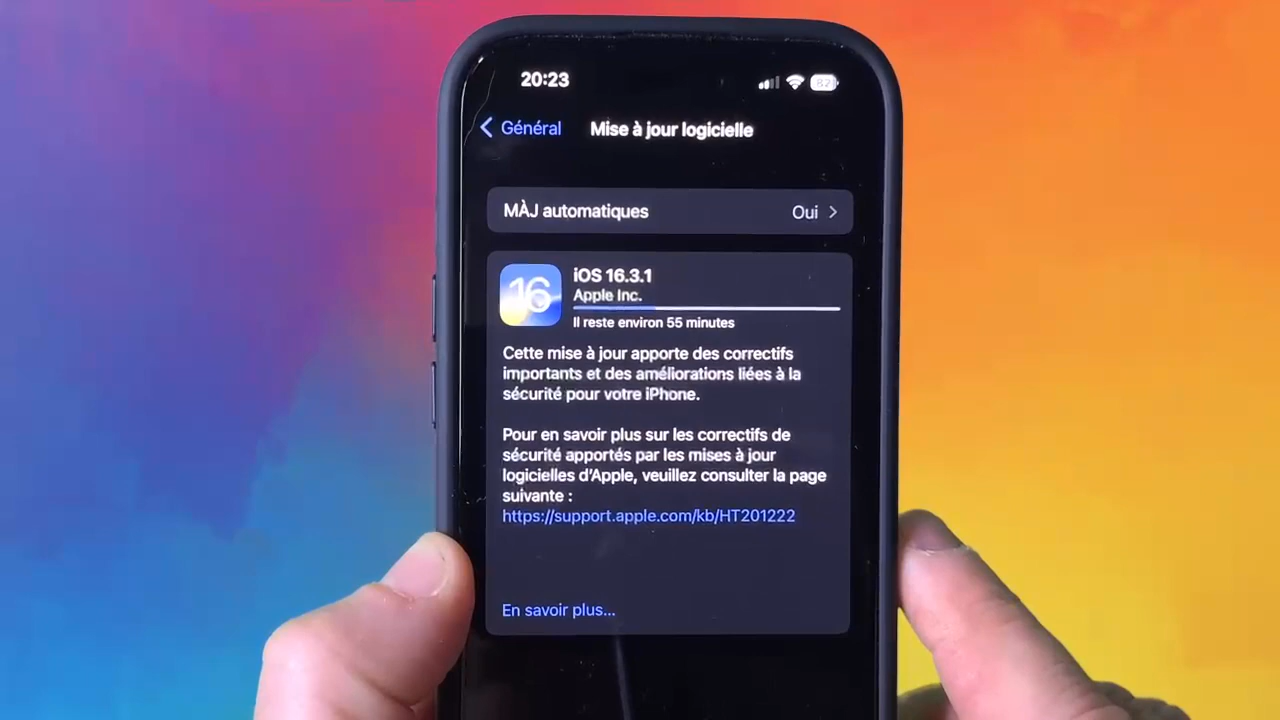 20:23
82
Général
Mise à jour logicielle
MÀJ automatiques
Oui
16
iOS 16.3.1
Apple Inc.
Il reste environ 55 minutes
Cette mise à jour apporte des correctifs
importants et des améliorations liées à la
sécurité pour votre iPhone.
Pour en savoir plus sur les correctifs de
sécurité apportés par les mises à jour
logicielles d’Apple, veuillez consulter la page
suivante :
https://support.apple.com/kb/HT201222
En savoir plus...